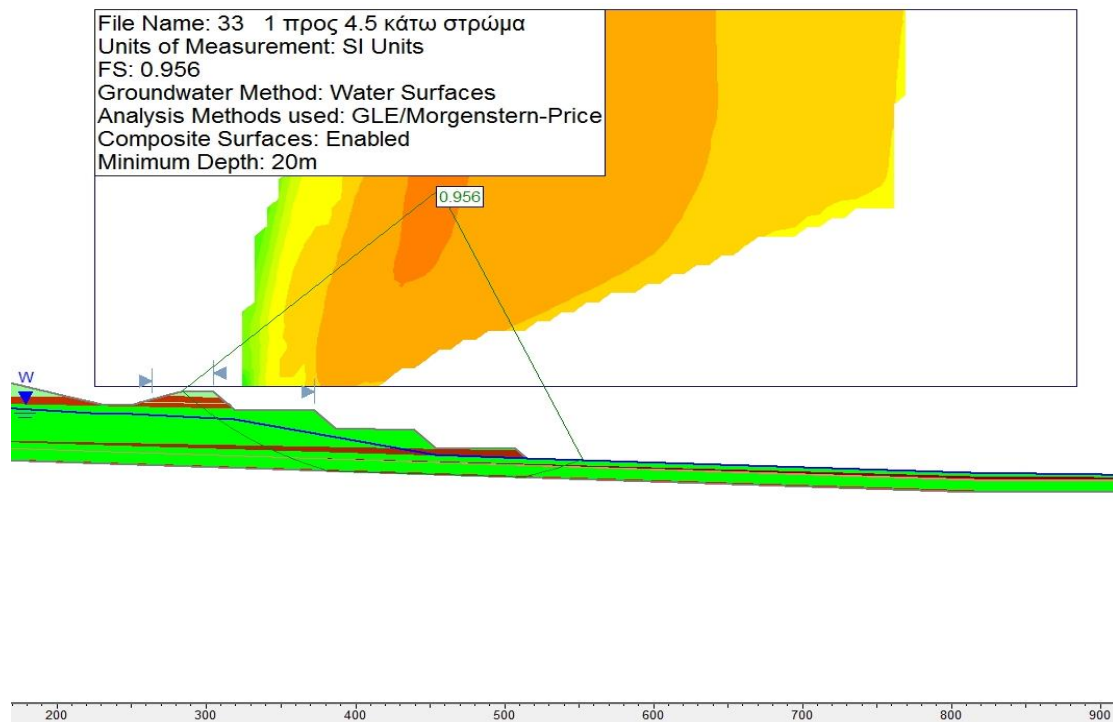 File Name: 33   1 προς 4.5 κάτω στρώμα
Units of Measurement: SI Units
FS: 0.956
Groundwater Method: Water Surfaces
Analysis Methods used: GLE/Morgenstern-Price
Composite Surfaces: Enabled
Minimum Depth: 20m
0.956
W
200 300 400 500 600 700 800 900